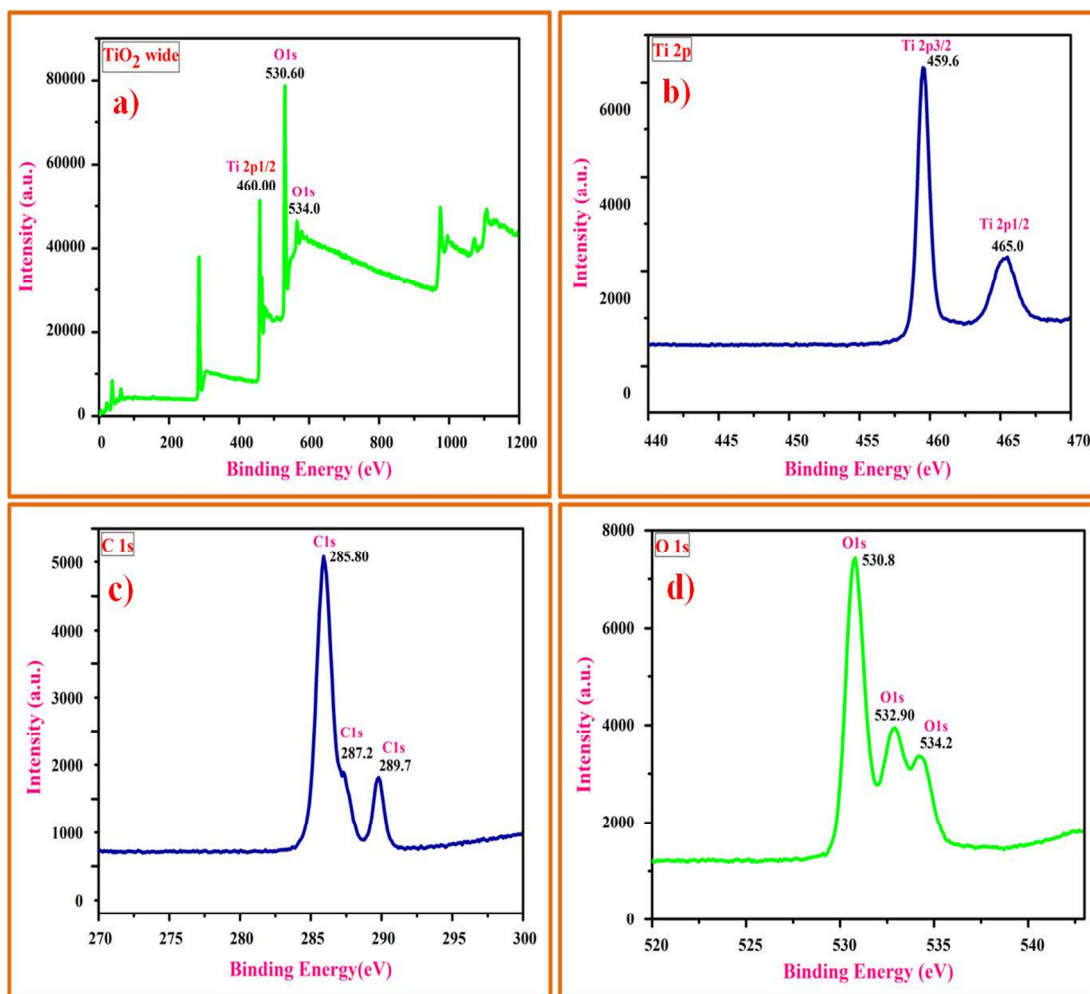 TiO2 wide
a)
O1s
530.60
Ti 2p1/2
460.00
O1s
534.0
80000
60000
40000
20000
0
Intensity (a.u.)
0 200 400 600 800 1000 1200
Binding Energy (eV)
Ti 2p
b)
Ti 2p3/2
459.6
Ti 2p1/2
465.0
6000
4000
2000
0
Intensity (a.u.)
440 445 450 455 460 465 470
Binding Energy (eV)
C 1s
c)
C1s
285.80
C1s
287.2
C1s
289.7
5000
4000
3000
2000
1000
0
Intensity (a.u.)
270 275 280 285 290 295 300
Binding Energy(eV)
O 1s
d)
O1s
530.8
O1s
532.90
O1s
534.2
8000
6000
4000
2000
0
Intensity (a.u.)
520 525 530 535 540
Binding Energy (eV)